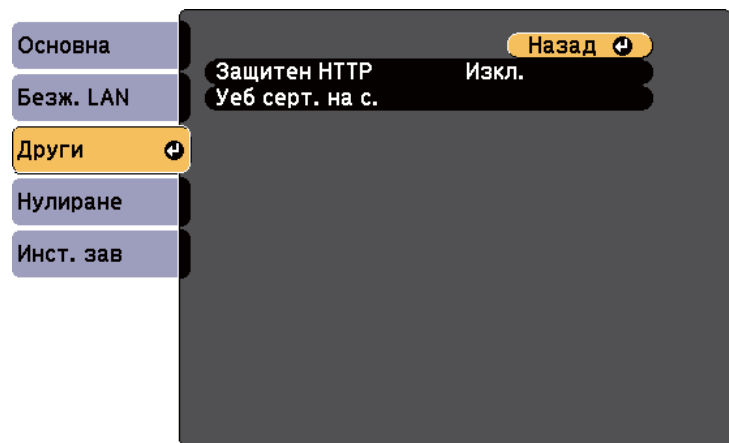 Основна
Безж. LAN
Други
Нулиране
Инст. зав
Назад
Защитен HTTP Изкл.
Уеб серт. на с.